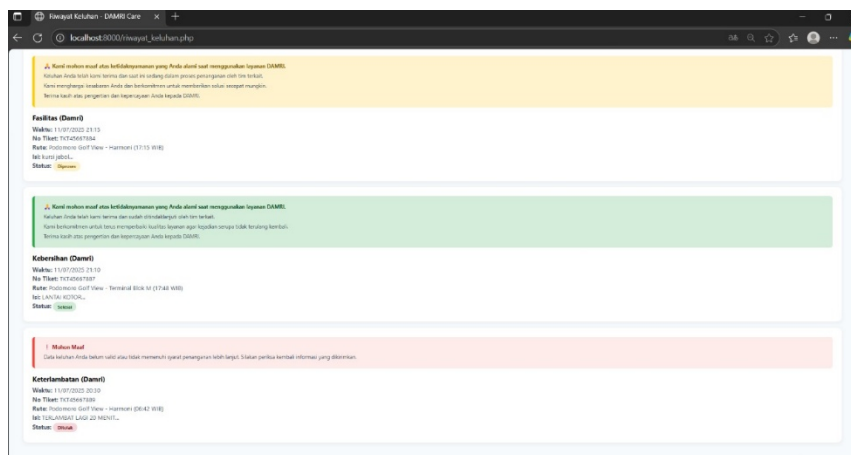 Riwayat Keluhan - DAMRI Care
localhost:8000/riwayat_keluhan.php
Kami mohon maaf atas ketidaknyamanan yang Anda alami saat menggunakan layanan DAMRI.
Keluhan Anda telah kami terima dan saat ini sedang dalam proses penanganan oleh tim terkait.
Kami menghargai kesabaran Anda dan berkomitmen untuk memberikan solusi secepat mungkin.
Terima kasih atas pengertian dan kepercayaan Anda kepada DAMRI.
Fasilitas (Damri)
Waktu: 11/07/2025 21:15
No Tiket: TKT45667884
Rute: Podomoro Golf View - Harmoni (17:15 WIB)
Isi: kursi jebol...
Status: Diproses
Kami mohon maaf atas ketidaknyamanan yang Anda alami saat menggunakan layanan DAMRI.
Keluhan Anda telah kami terima dan sudah ditindaklanjuti oleh tim terkait.
Kami berkomitmen untuk terus memperbaiki kualitas layanan agar kejadian serupa tidak terulang kembali.
Terima kasih atas pengertian dan kepercayaan Anda kepada DAMRI.
Kebersihan (Damri)
Waktu: 11/07/2025 21:10
No Tiket: TKT45667887
Rute: Podomoro Golf View - Terminal Blok M (17:48 WIB)
Isi: LANTAI KOTOR...
Status: Selesai
Mohon Maaf
Data keluhan Anda belum valid atau tidak memenuhi syarat penanganan lebih lanjut. Silakan periksa kembali informasi yang dikirimkan.
Keterlambatan (Damri)
Waktu: 11/07/2025 20:50
No Tiket: TKT45667889
Rute: Podomoro Golf View - Harmoni (06:42 WIB)
Isi: TERLAMBAT LAGI 20 MENIT...
Status: Ditolak